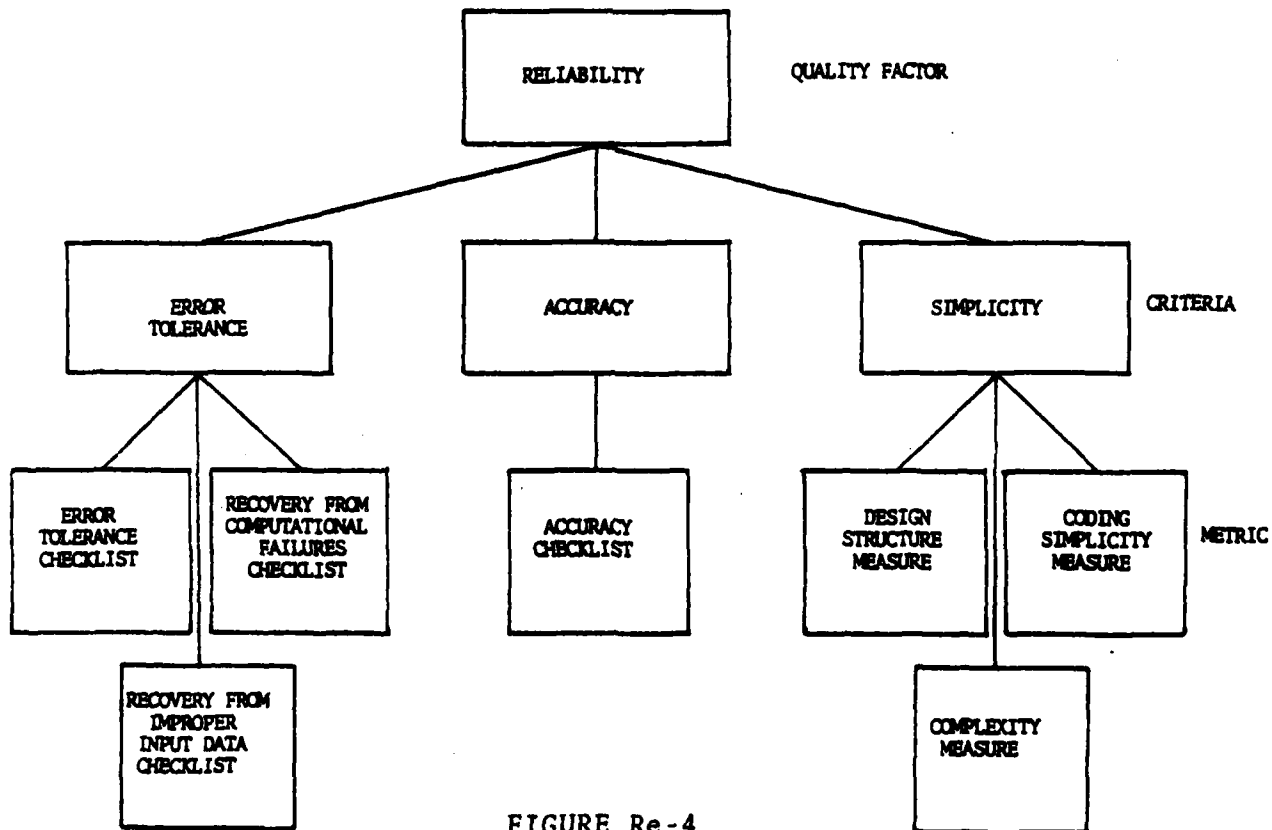 RELIABILITY
QUALITY FACTOR
ERROR
TOLERANCE
ACCURACY
SIMPLICITY
CRITERIA
ERROR
TOLERANCE
CHECKLIST
RECOVERY FROM
COMPUTATIONAL
FAILURES
CHECKLIST
ACCURACY
CHECKLIST
DESIGN
STRUCTURE
MEASURE
CODING
SIMPLICITY
MEASURE
METRIC
RECOVERY FROM
IMPROPER
INPUT DATA
CHECKLIST
COMPLEXITY
MEASURE
FIGURE Re-4